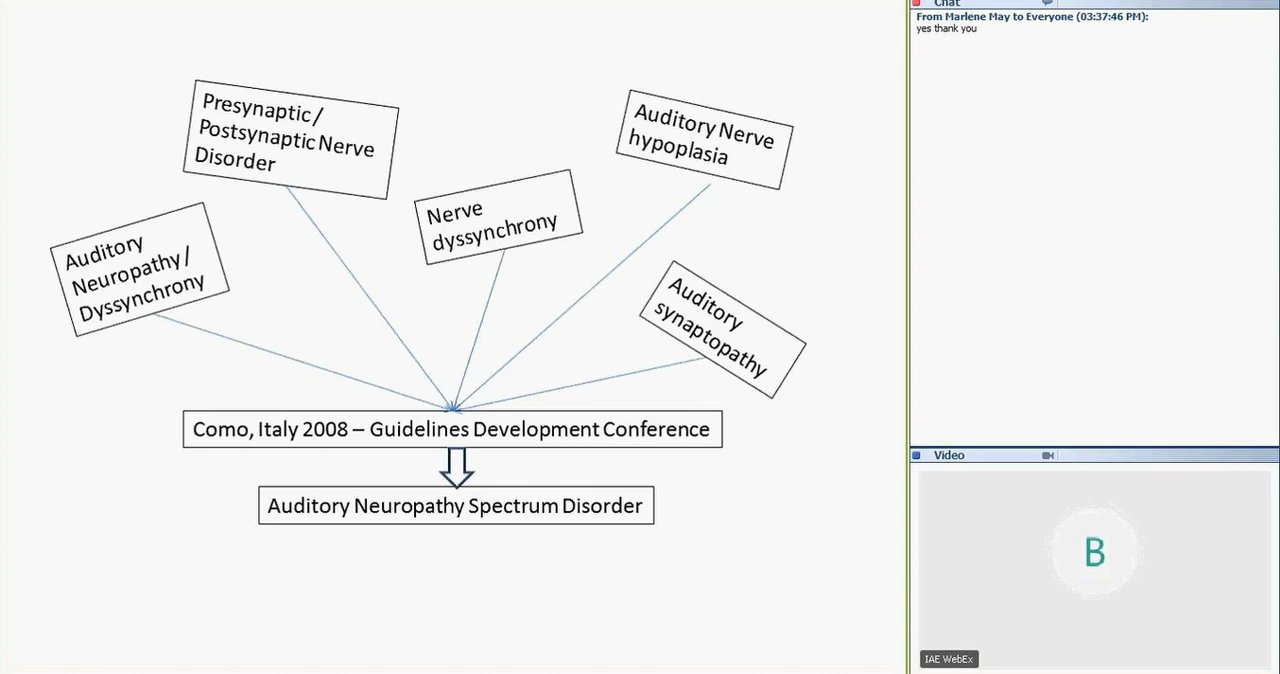 Presynaptic /
Postsynaptic Nerve
Disorder
Auditory Nerve
hypoplasia
Nerve
dyssynchrony
Auditory
Neuropathy /
Dyssynchrony
Auditory
synaptopathy
Como, Italy 2008 – Guidelines Development Conference
Auditory Neuropathy Spectrum Disorder
Chat
From Marlene May to Everyone (03:37:46 PM):
yes thank you
Video
B
IAE WebEx